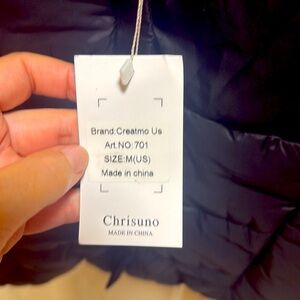 Brand:Creatmo Us
Art.NO:701
SIZE:M(US)
Made in china
Chrisuno
MADE IN CHINA